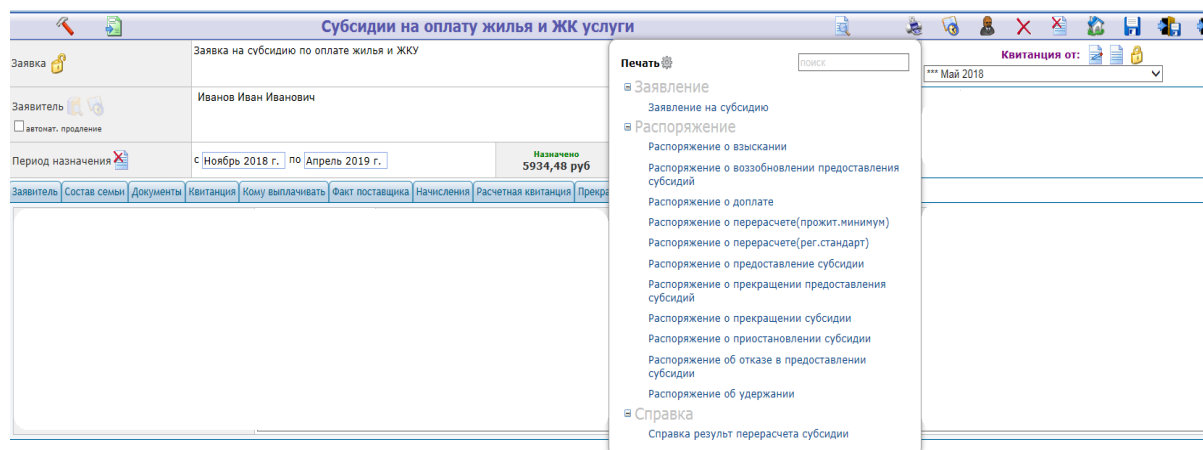 Субсидии на оплату жилья и ЖК услуги
Заявка
Заявка на субсидию по оплате жилья и ЖКУ
Квитанция от:
*** Май 2018
Заявитель
автомат. продление
Иванов Иван Иванович
Период назначения
с Ноябрь 2018 г. по Апрель 2019 г.
Назначено
5934,48 руб
Заявитель Состав семьи Документы Квитанция Кому выплачивать Факт поставщика Начисления Расчетная квитанция Прекра
Печать
поиск
Заявление
Заявление на субсидию
Распоряжение
Распоряжение о взыскании
Распоряжение о возобновлении предоставления
субсидий
Распоряжение о доплате
Распоряжение о перерасчете(прожит.минимум)
Распоряжение о перерасчете(рег.стандарт)
Распоряжение о предоставление субсидии
Распоряжение о прекращении предоставления
субсидий
Распоряжение о прекращении субсидии
Распоряжение о приостановлении субсидии
Распоряжение об отказе в предоставлении
субсидии
Распоряжение об удержании
Справка
Справка результ перерасчета субсидии